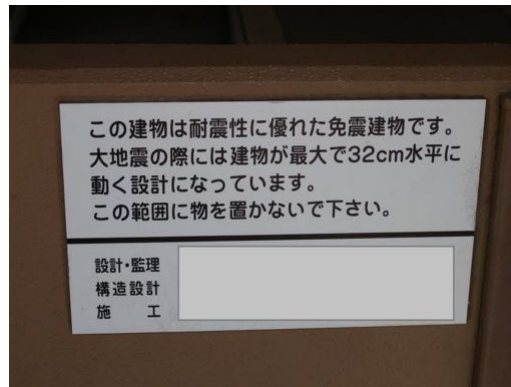 この建物は耐震性に優れた免震建物です。
大地震の際には建物が最大で32cm水平に
動く設計になっています。
この範囲に物を置かないで下さい。
設計・監理
構造設計
施　　工